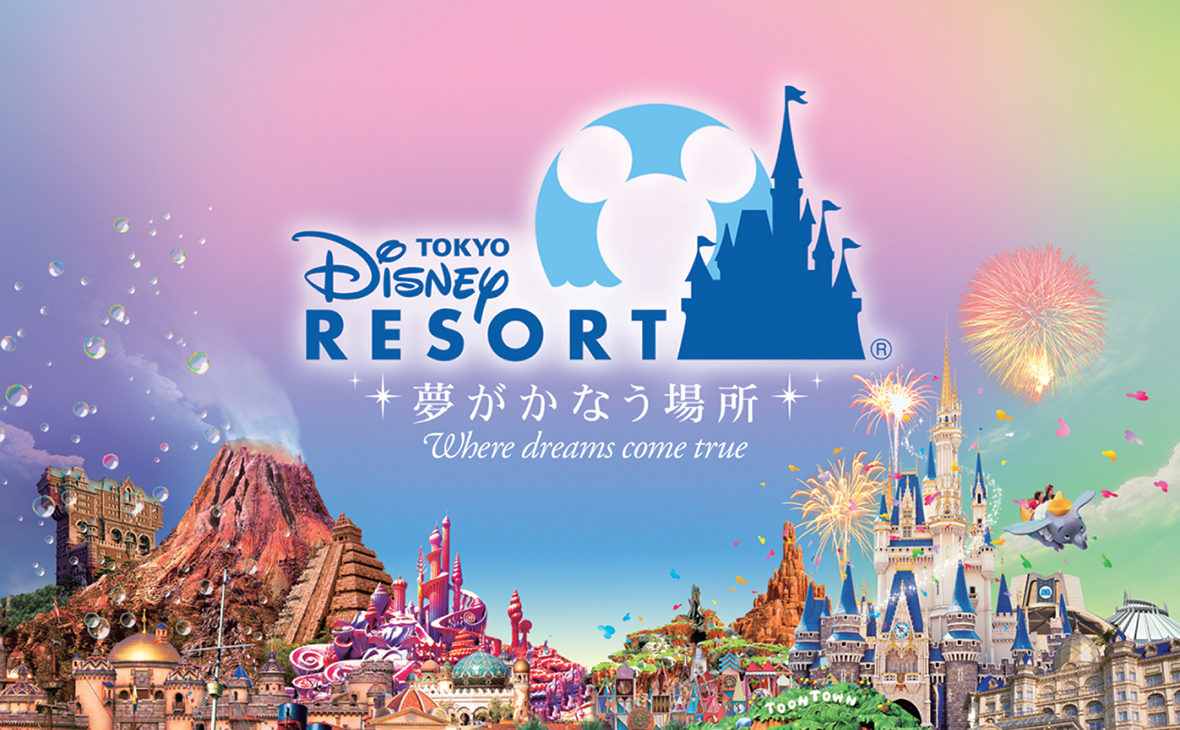 TOKYO
Disney
RESORT
®
夢がかなう場所
Where dreams come true
TOONTOWN